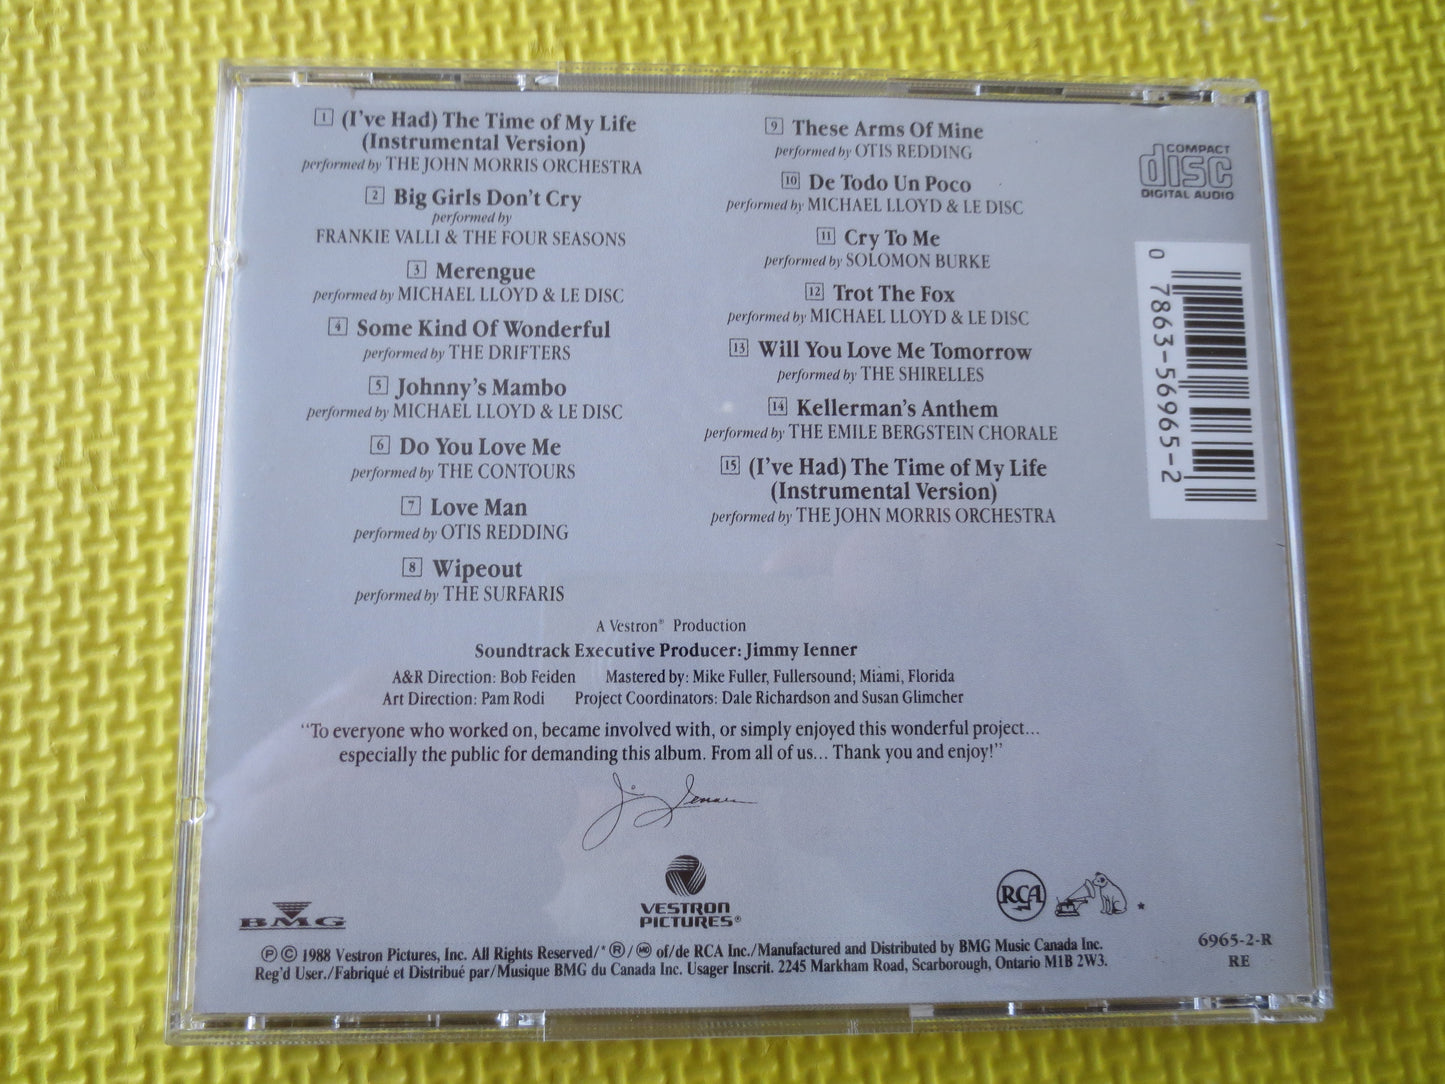 1 (I've Had) The Time of My Life
(Instrumental Version)
performed by THE JOHN MORRIS ORCHESTRA
2 Big Girls Don't Cry
performed by
FRANKIE VALLI & THE FOUR SEASONS
3 Merengue
performed by MICHAEL LLOYD & LE DISC
4 Some Kind Of Wonderful
performed by THE DRIFTERS
5 Johnny's Mambo
performed by MICHAEL LLOYD & LE DISC
6 Do You Love Me
performed by THE CONTOURS
7 Love Man
performed by OTIS REDDING
8 Wipeout
performed by THE SURFARIS
9 These Arms Of Mine
performed by OTIS REDDING
10 De Todo Un Poco
performed by MICHAEL LLOYD & LE DISC
11 Cry To Me
performed by SOLOMON BURKE
12 Trot The Fox
performed by MICHAEL LLOYD & LE DISC
13 Will You Love Me Tomorrow
performed by THE SHIRELLES
14 Kellerman's Anthem
performed by THE EMILE BERGSTEIN CHORALE
15 (I've Had) The Time of My Life
(Instrumental Version)
performed by THE JOHN MORRIS ORCHESTRA
COMPACT
disc
DIGITAL AUDIO
0 7863-56965-2
A Vestron® Production
Soundtrack Executive Producer: Jimmy Ienner
A&R Direction: Bob Feiden Mastered by: Mike Fuller, Fullersound; Miami, Florida
Art Direction: Pam Rodi Project Coordinators: Dale Richardson and Susan Glimcher
"To everyone who worked on, became involved with, or simply enjoyed this wonderful project...
especially the public for demanding this album. From all of us... Thank you and enjoy!"
Jimmy Ienner
BMG
VESTRON
PICTURES®
RCA
*
℗ © 1988 Vestron Pictures, Inc. All Rights Reserved/*®/MD of/de RCA Inc./Manufactured and Distributed by BMG Music Canada Inc.
Reg'd User./Fabriqué et Distribué par/Musique BMG du Canada Inc. Usager Inscrit. 2245 Markham Road, Scarborough, Ontario M1B 2W3.
6965-2-R
RE